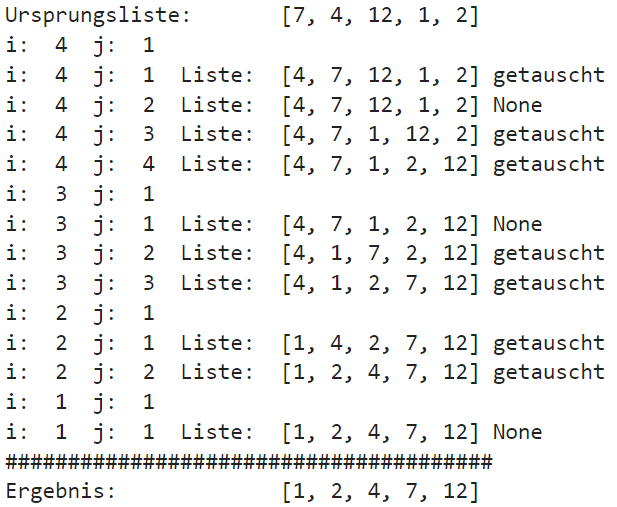 Ursprungsliste:       [7, 4, 12, 1, 2]
i:  4  j:  1
i:  4  j:  1  Liste:  [4, 7, 12, 1, 2] getauscht
i:  4  j:  2  Liste:  [4, 7, 12, 1, 2] None
i:  4  j:  3  Liste:  [4, 7, 1, 12, 2] getauscht
i:  4  j:  4  Liste:  [4, 7, 1, 2, 12] getauscht
i:  3  j:  1
i:  3  j:  1  Liste:  [4, 7, 1, 2, 12] None
i:  3  j:  2  Liste:  [4, 1, 7, 2, 12] getauscht
i:  3  j:  3  Liste:  [4, 1, 2, 7, 12] getauscht
i:  2  j:  1
i:  2  j:  1  Liste:  [1, 4, 2, 7, 12] getauscht
i:  2  j:  2  Liste:  [1, 2, 4, 7, 12] getauscht
i:  1  j:  1
i:  1  j:  1  Liste:  [1, 2, 4, 7, 12] None
#######################################
Ergebnis:             [1, 2, 4, 7, 12]